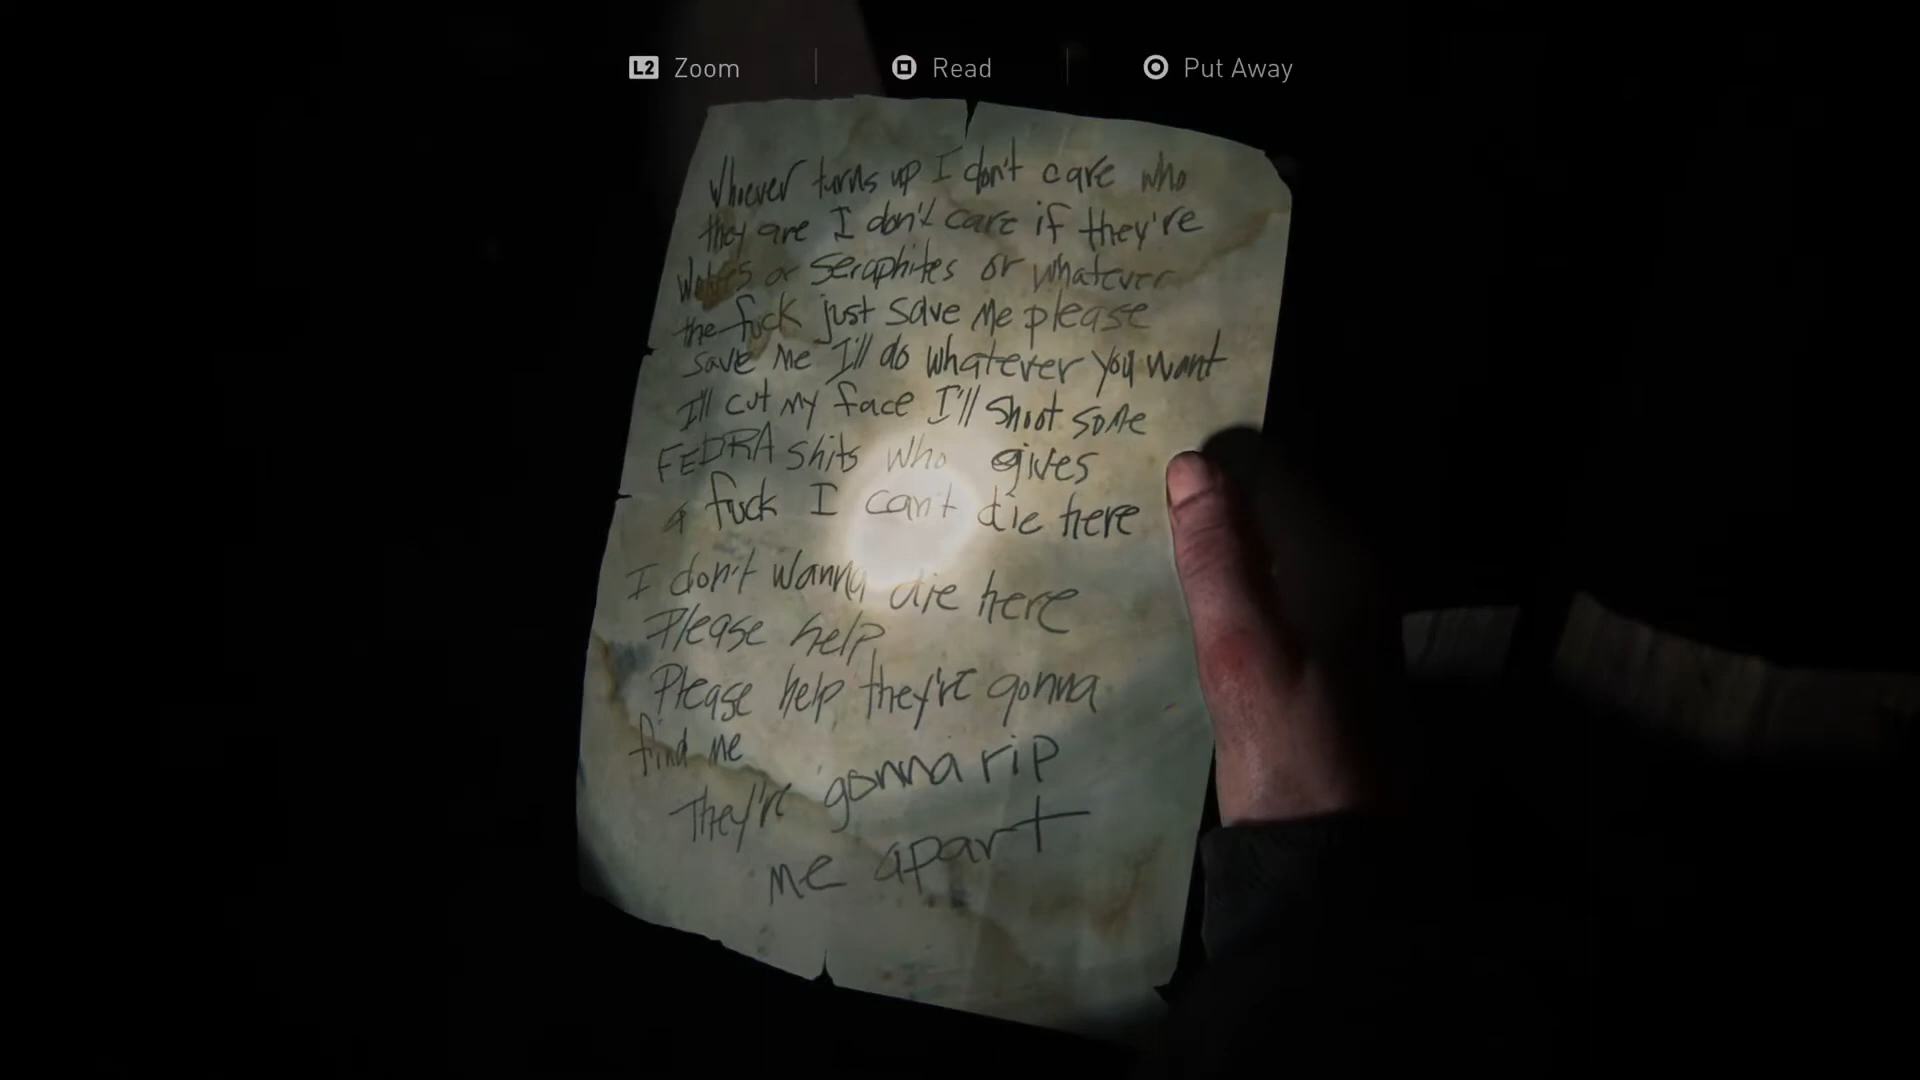 L2 Zoom Read Put Away
Whoever turns up I don't care who
they are I don't care if they're
Wolves or Seraphites or whatever
the fuck just save me please
save me I'll do whatever you want
I'll cut my face I'll shoot some
FEDRA shits who gives
a fuck I can't die here
I don't wanna die here
Please help
Please help they're gonna
find me
They're gonna rip
me apart